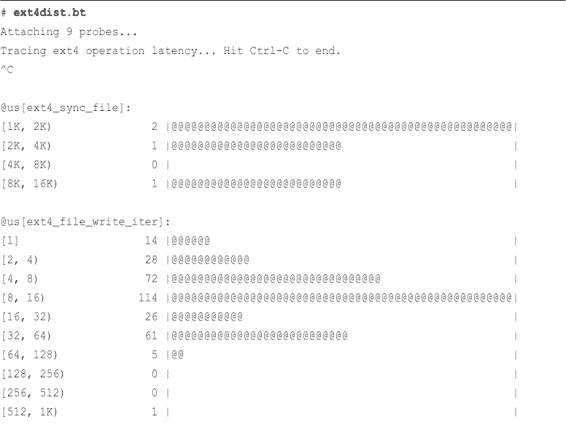 # ext4dist.bt
Attaching 9 probes...
Tracing ext4 operation latency... Hit Ctrl-C to end.
^C
@us[ext4_sync_file]:
[1K, 2K) 2 |@@@@@@@@@@@@@@@@@@@@@@@@@@@@@@@@@@@@@@@@@@@@@@@@@@@@|
[2K, 4K) 1 |@@@@@@@@@@@@@@@@@@@@@@@@@@ |
[4K, 8K) 0 | |
[8K, 16K) 1 |@@@@@@@@@@@@@@@@@@@@@@@@@@ |
@us[ext4_file_write_iter]:
[1] 14 |@@@@@@ |
[2, 4) 28 |@@@@@@@@@@@@ |
[4, 8) 72 |@@@@@@@@@@@@@@@@@@@@@@@@@@@@@@@@ |
[8, 16) 114 |@@@@@@@@@@@@@@@@@@@@@@@@@@@@@@@@@@@@@@@@@@@@@@@@@@@@|
[16, 32) 26 |@@@@@@@@@@@ |
[32, 64) 61 |@@@@@@@@@@@@@@@@@@@@@@@@@@@ |
[64, 128) 5 |@@ |
[128, 256) 0 | |
[256, 512) 0 | |
[512, 1K) 1 | |